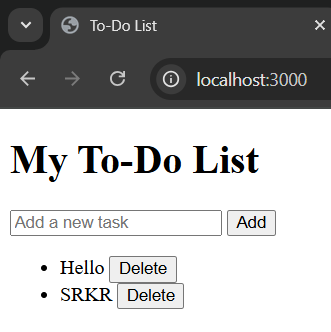 To-Do List
localhost:3000
My To-Do List
Add a new task Add
Hello Delete
SRKR Delete